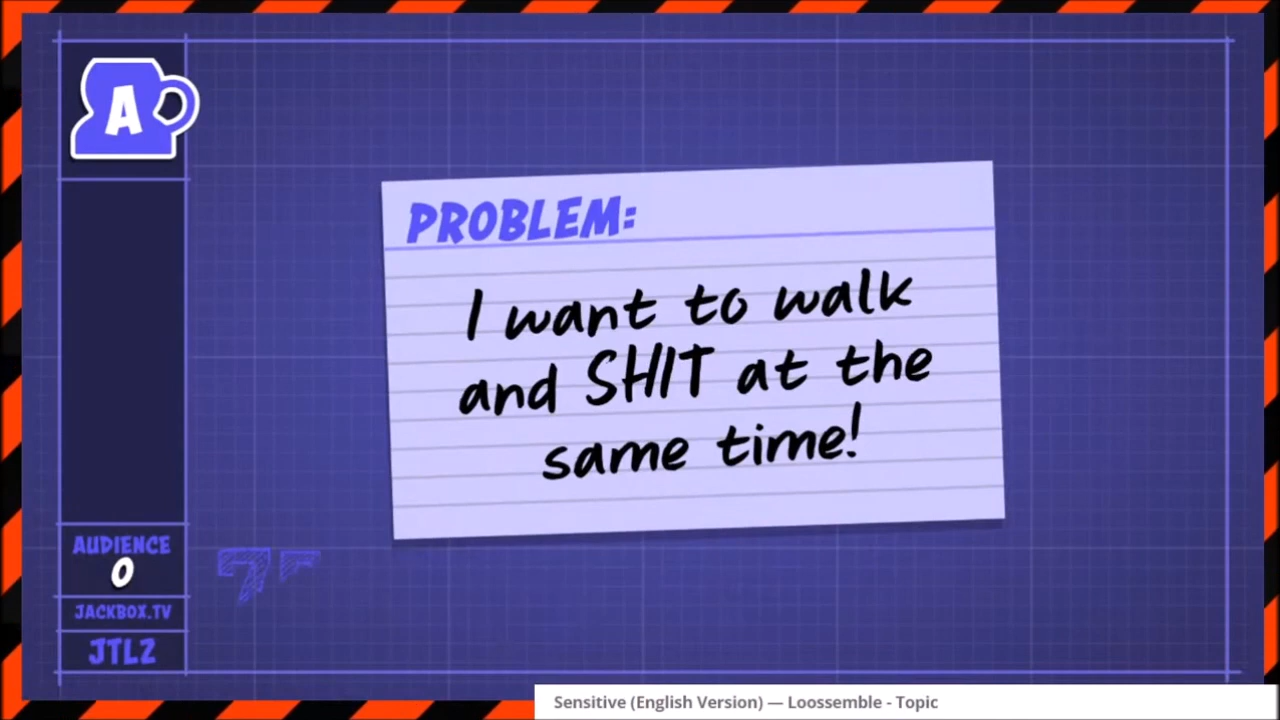 A
PROBLEM:
I want to walk
and SHIT at the
same time!
AUDIENCE
0
JACKBOX.TV
JTLZ
Sensitive (English Version) — Loossemble - Topic